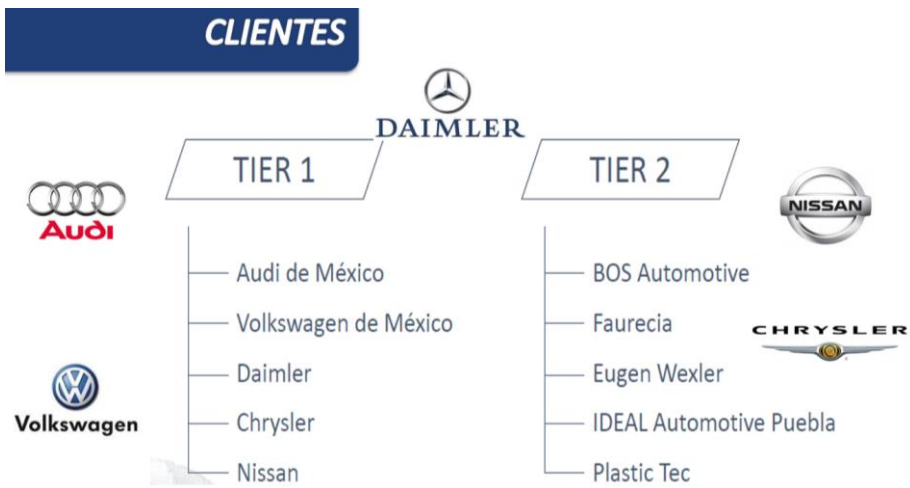 CLIENTES
DAIMLER
TIER 1
TIER 2
Audi
NISSAN
Audi de México
BOS Automotive
Volkswagen de México
Faurecia
CHRYSLER
Daimler
Eugen Wexler
Volkswagen
Chrysler
IDEAL Automotive Puebla
Nissan
Plastic Tec